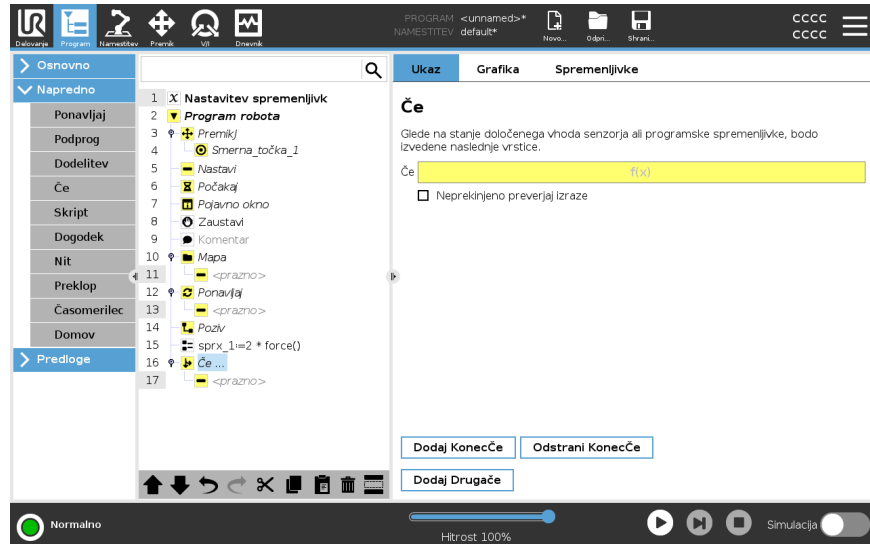 UR
Delovanje
Program
Namestitev
Premik
V/I
Dnevnik
PROGRAM <unnamed>*
NAMESTITEV default*
Novo...
Odpri...
Shrani...
CCCC
CCCC
Osnovno
Napredno
Ponavljaj
Podprog
Dodelitev
Če
Skript
Dogodek
Nit
Preklop
Časomerilec
Domov
Predloge
1 X Nastavitev spremenljivk
2 Program robota
3 PremikJ
4 Smerna_točka_1
5 Nastavi
6 Počakaj
7 Pojavno okno
8 Zaustavi
9 Komentar
10 Mapa
11 <prazno>
12 Ponavljaj
13 <prazno>
14 Poziv
15 sprx_1:=2 * force()
16 Če ...
17 <prazno>
Ukaz
Grafika
Spremenljivke
Če
Glede na stanje določenega vhoda senzorja ali programske spremenljivke, bodo
izvedene naslednje vrstice.
Če f(x)
Neprekinjeno preverjaj izraze
Dodaj KonecČe
Odstrani KonecČe
Dodaj Drugače
Normalno
Hitrost 100%
Simulacija